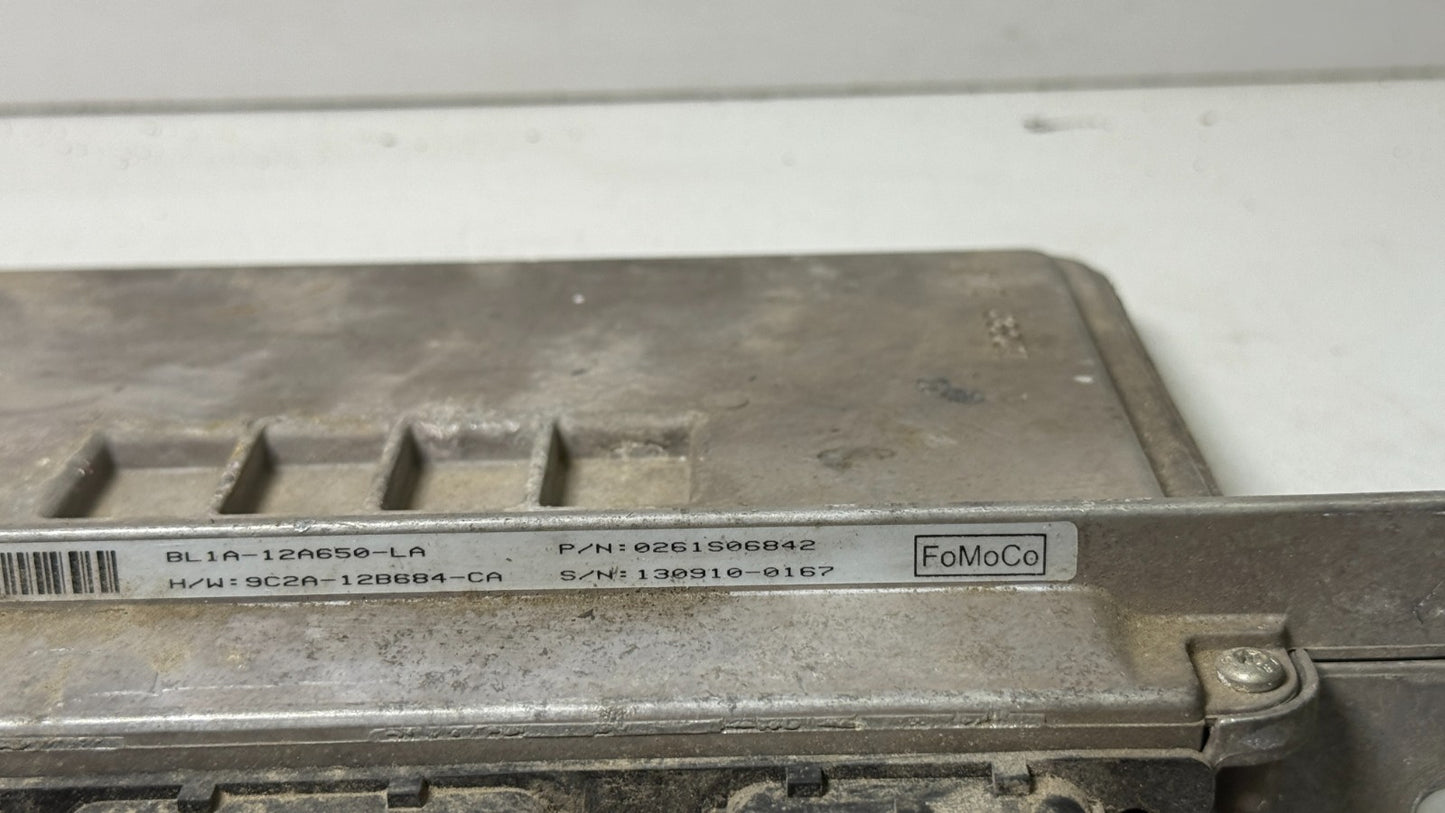 BL1A-12A650-LA
H/W:9C2A-12B684-CA
P/N:0261S06842
S/N:130910-0167
FoMoCo